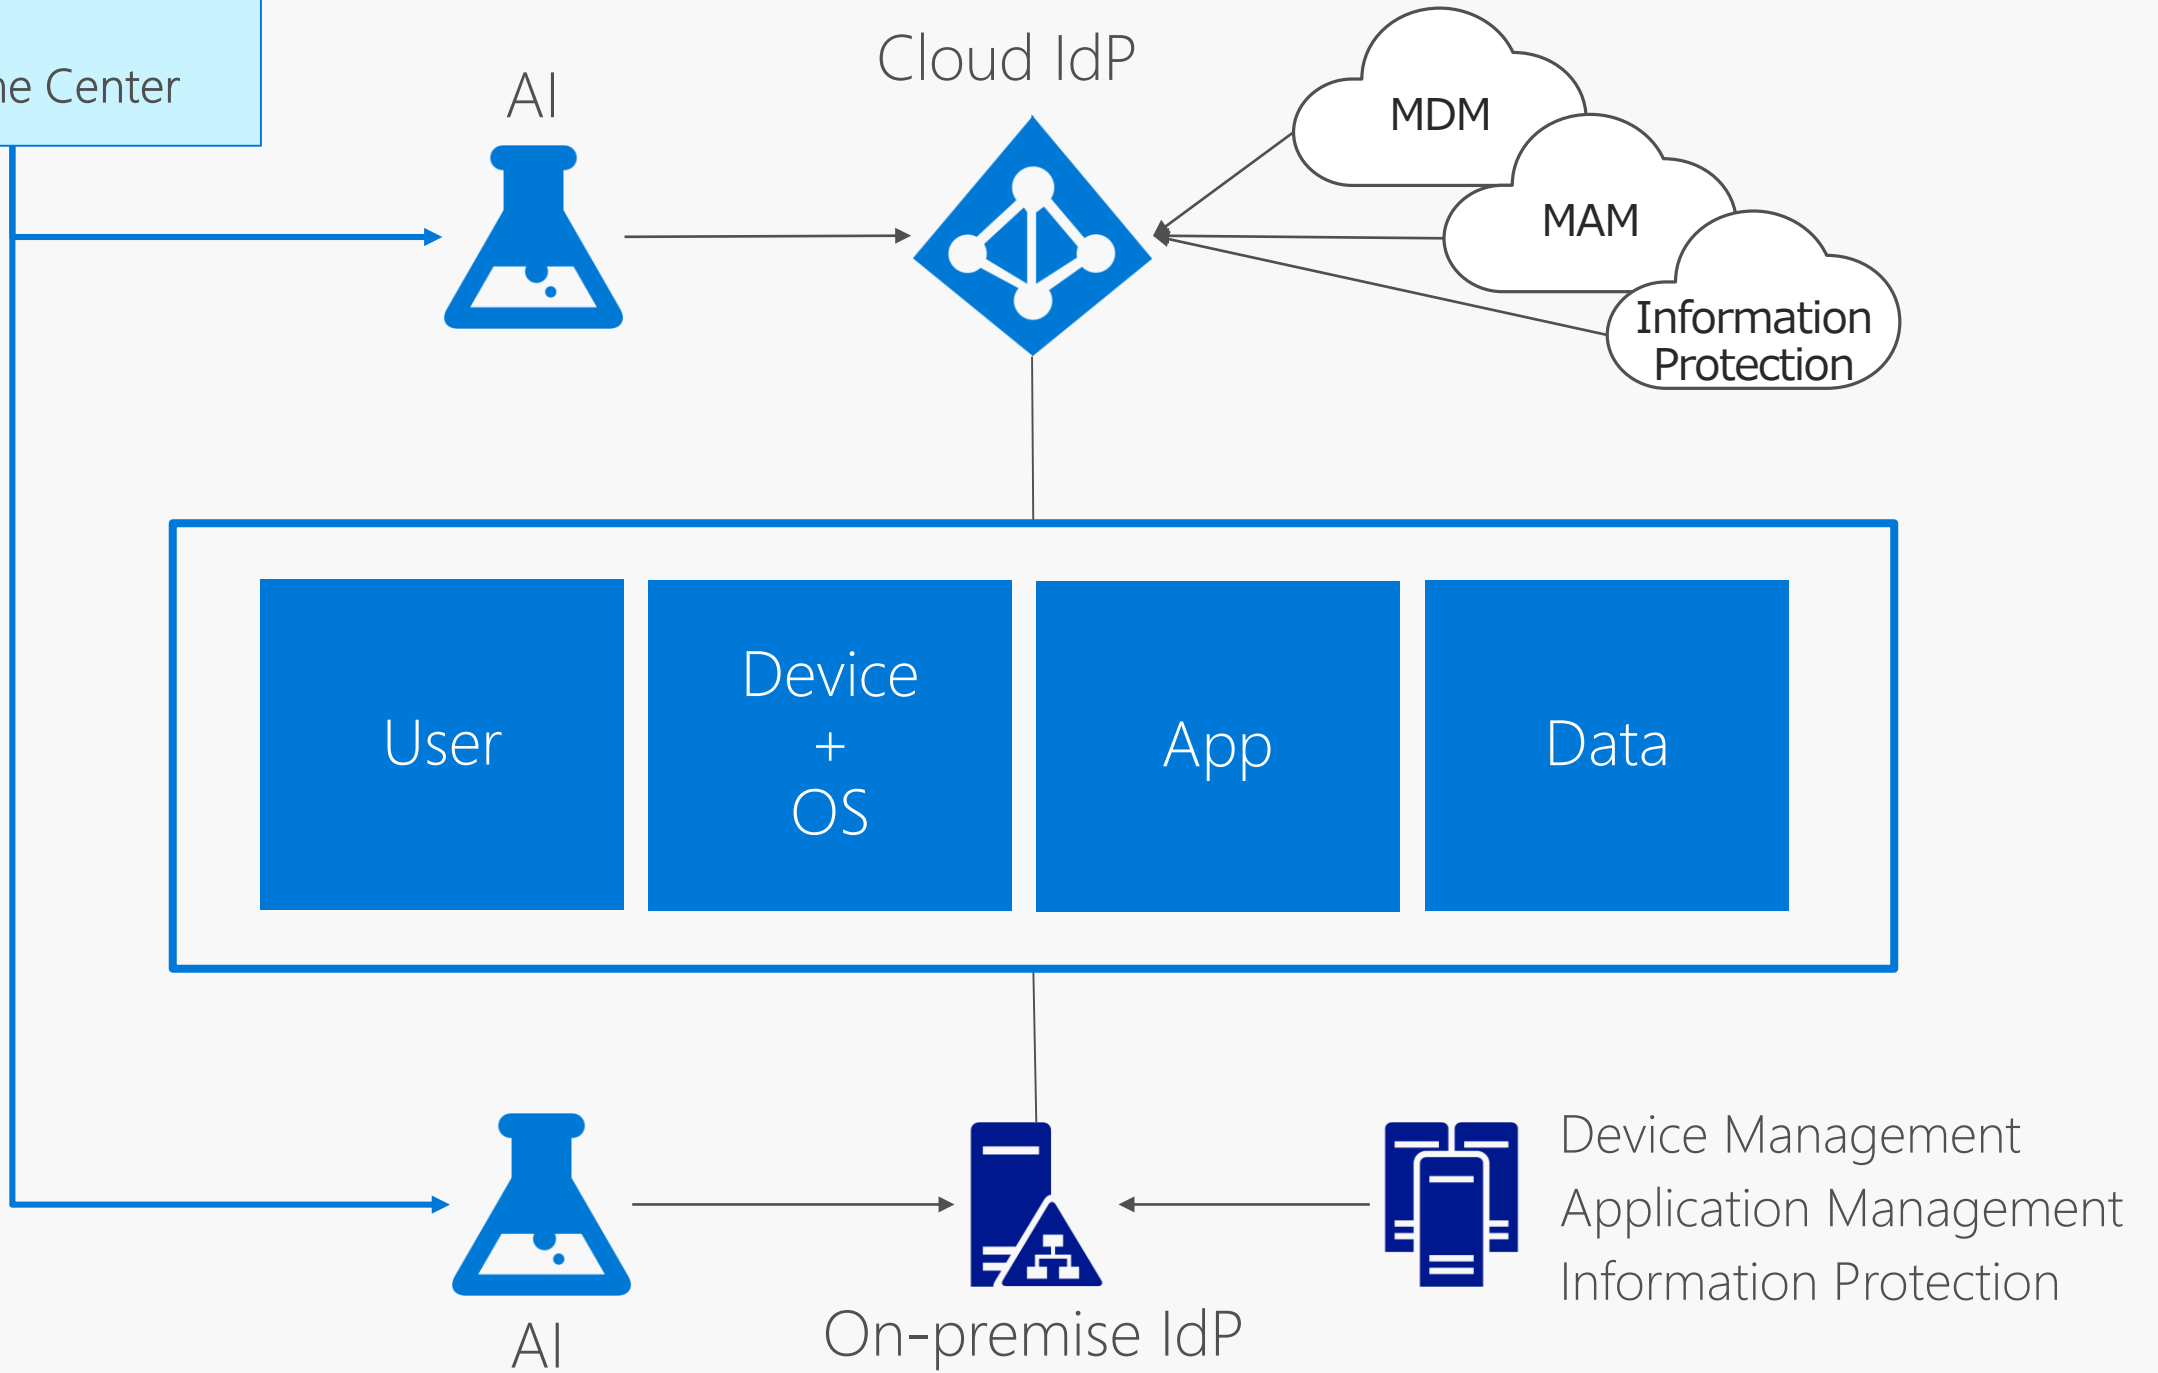 Center
AI
Cloud IdP
MDM
MAM
Information
Protection
User
Device
+
OS
App
Data
AI
On-premise IdP
Device Management
Application Management
Information Protection